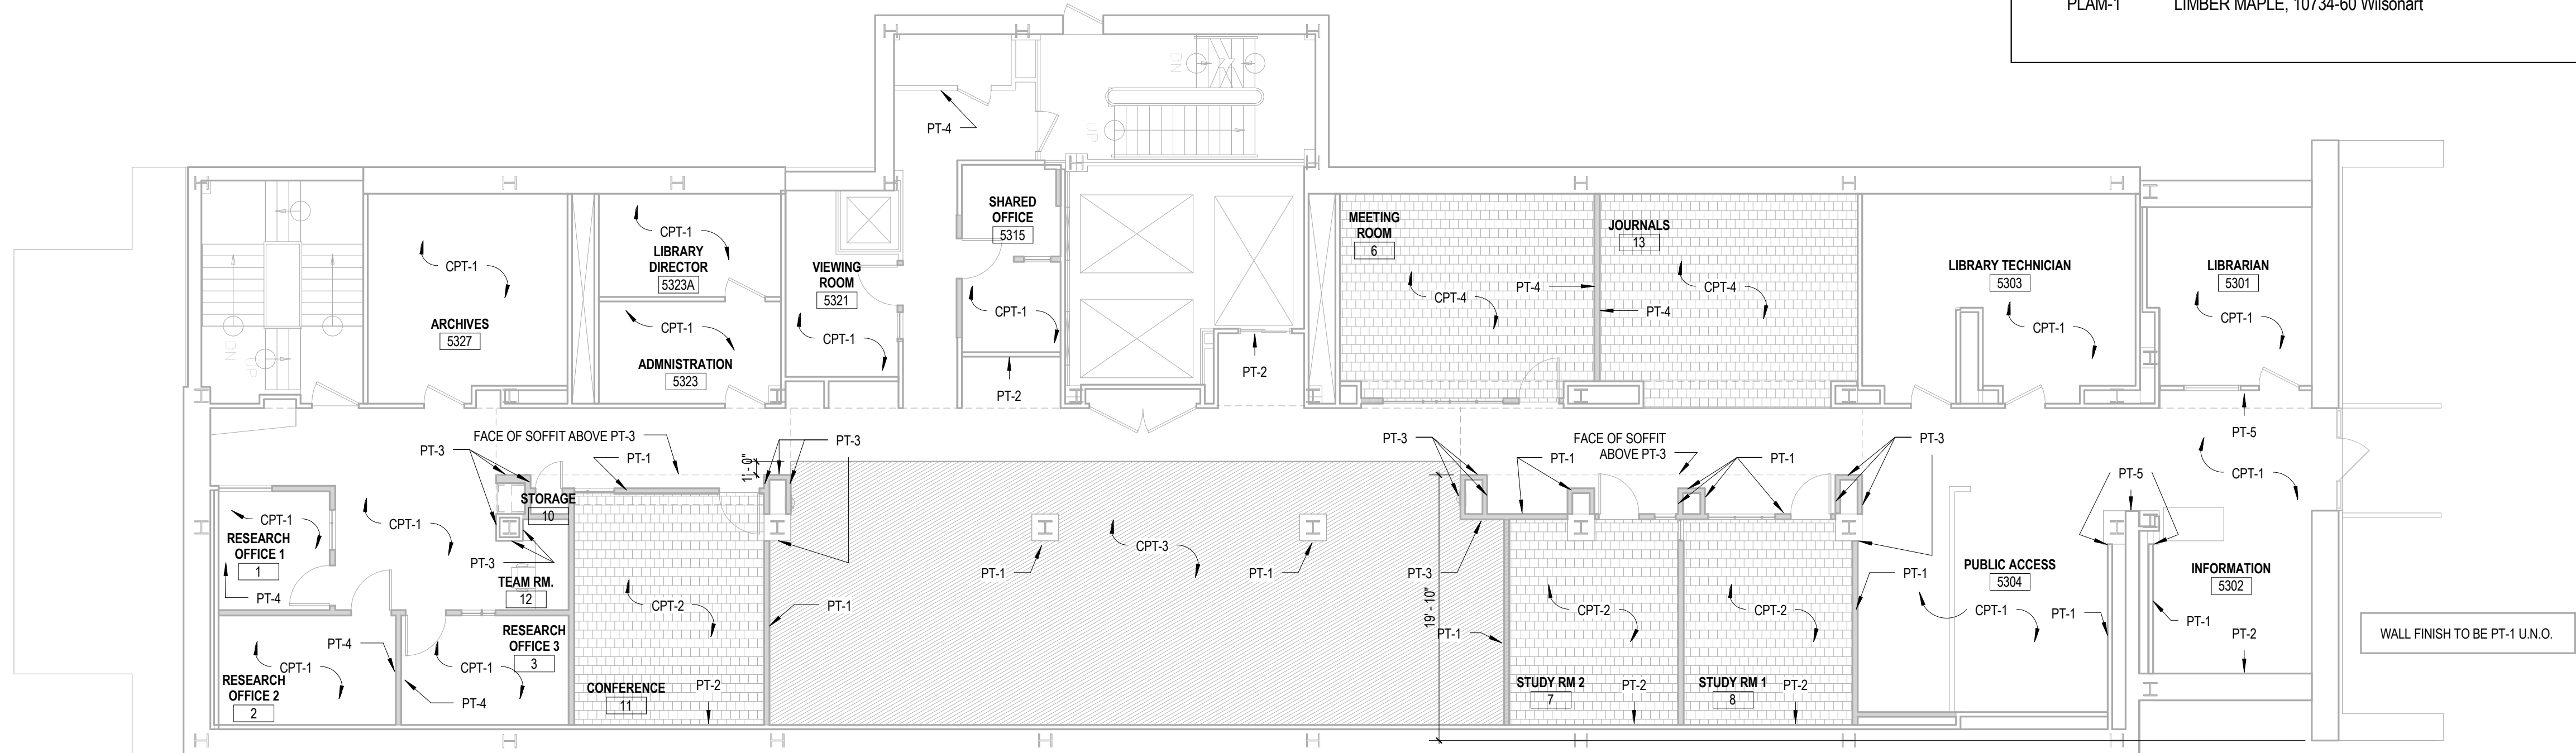 PLAM-1 LIMBER MAPLE, 10734-60 Wilsonart
DN
UP
PT-4
SHARED
OFFICE
5315
CPT-1
PT-2
DN
UP
CPT-1
ARCHIVES
5327
CPT-1
LIBRARY
DIRECTOR
5323A
CPT-1
ADMNISTRATION
5323
VIEWING
ROOM
5321
CPT-1
PT-2
MEETING
ROOM
6
CPT-4
PT-4
JOURNALS
13
CPT-4
PT-4
LIBRARY TECHNICIAN
5303
CPT-1
LIBRARIAN
5301
CPT-1
PT-5
CPT-1
FACE OF SOFFIT ABOVE PT-3
PT-3
PT-1
1' - 0"
PT-3
PT-3
FACE OF SOFFIT
ABOVE PT-3
PT-1
PT-1
PT-3
PT-5
STORAGE
10
CPT-1
RESEARCH
OFFICE 1
1
PT-4
CPT-1
PT-3
TEAM RM.
12
CPT-1
RESEARCH
OFFICE 2
2
PT-4
CPT-1
RESEARCH
OFFICE 3
3
PT-4
CPT-2
CONFERENCE
11
PT-2
PT-1
PT-1
CPT-3
PT-1
PT-3
19' - 10"
PT-1
CPT-2
STUDY RM 2
7
PT-2
CPT-2
STUDY RM 1
8
PT-2
PT-1
PUBLIC ACCESS
5304
CPT-1
PT-1
INFORMATION
5302
PT-1
PT-2
WALL FINISH TO BE PT-1 U.N.O.